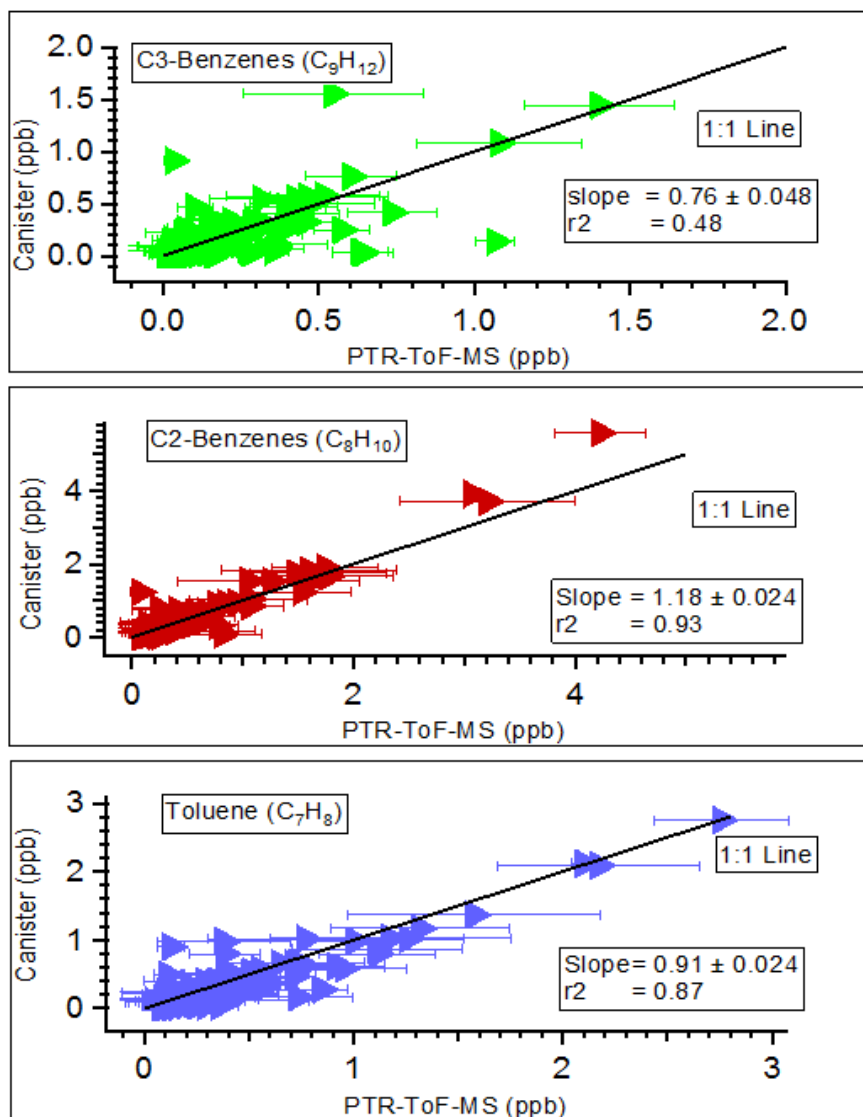 C3-Benzenes (C₉H₁₂)
2.0
1.5
1.0
0.5
0.0
Canister (ppb)
1:1 Line
slope = 0.76 ± 0.048
r2 = 0.48
0.0 0.5 1.0 1.5 2.0
PTR-ToF-MS (ppb)
C2-Benzenes (C₈H₁₀)
4
2
0
Canister (ppb)
1:1 Line
Slope = 1.18 ± 0.024
r2 = 0.93
0 2 4
PTR-ToF-MS (ppb)
Toluene (C₇H₈)
3
2
1
0
Canister (ppb)
1:1 Line
Slope= 0.91 ± 0.024
r2 = 0.87
0 1 2 3
PTR-ToF-MS (ppb)